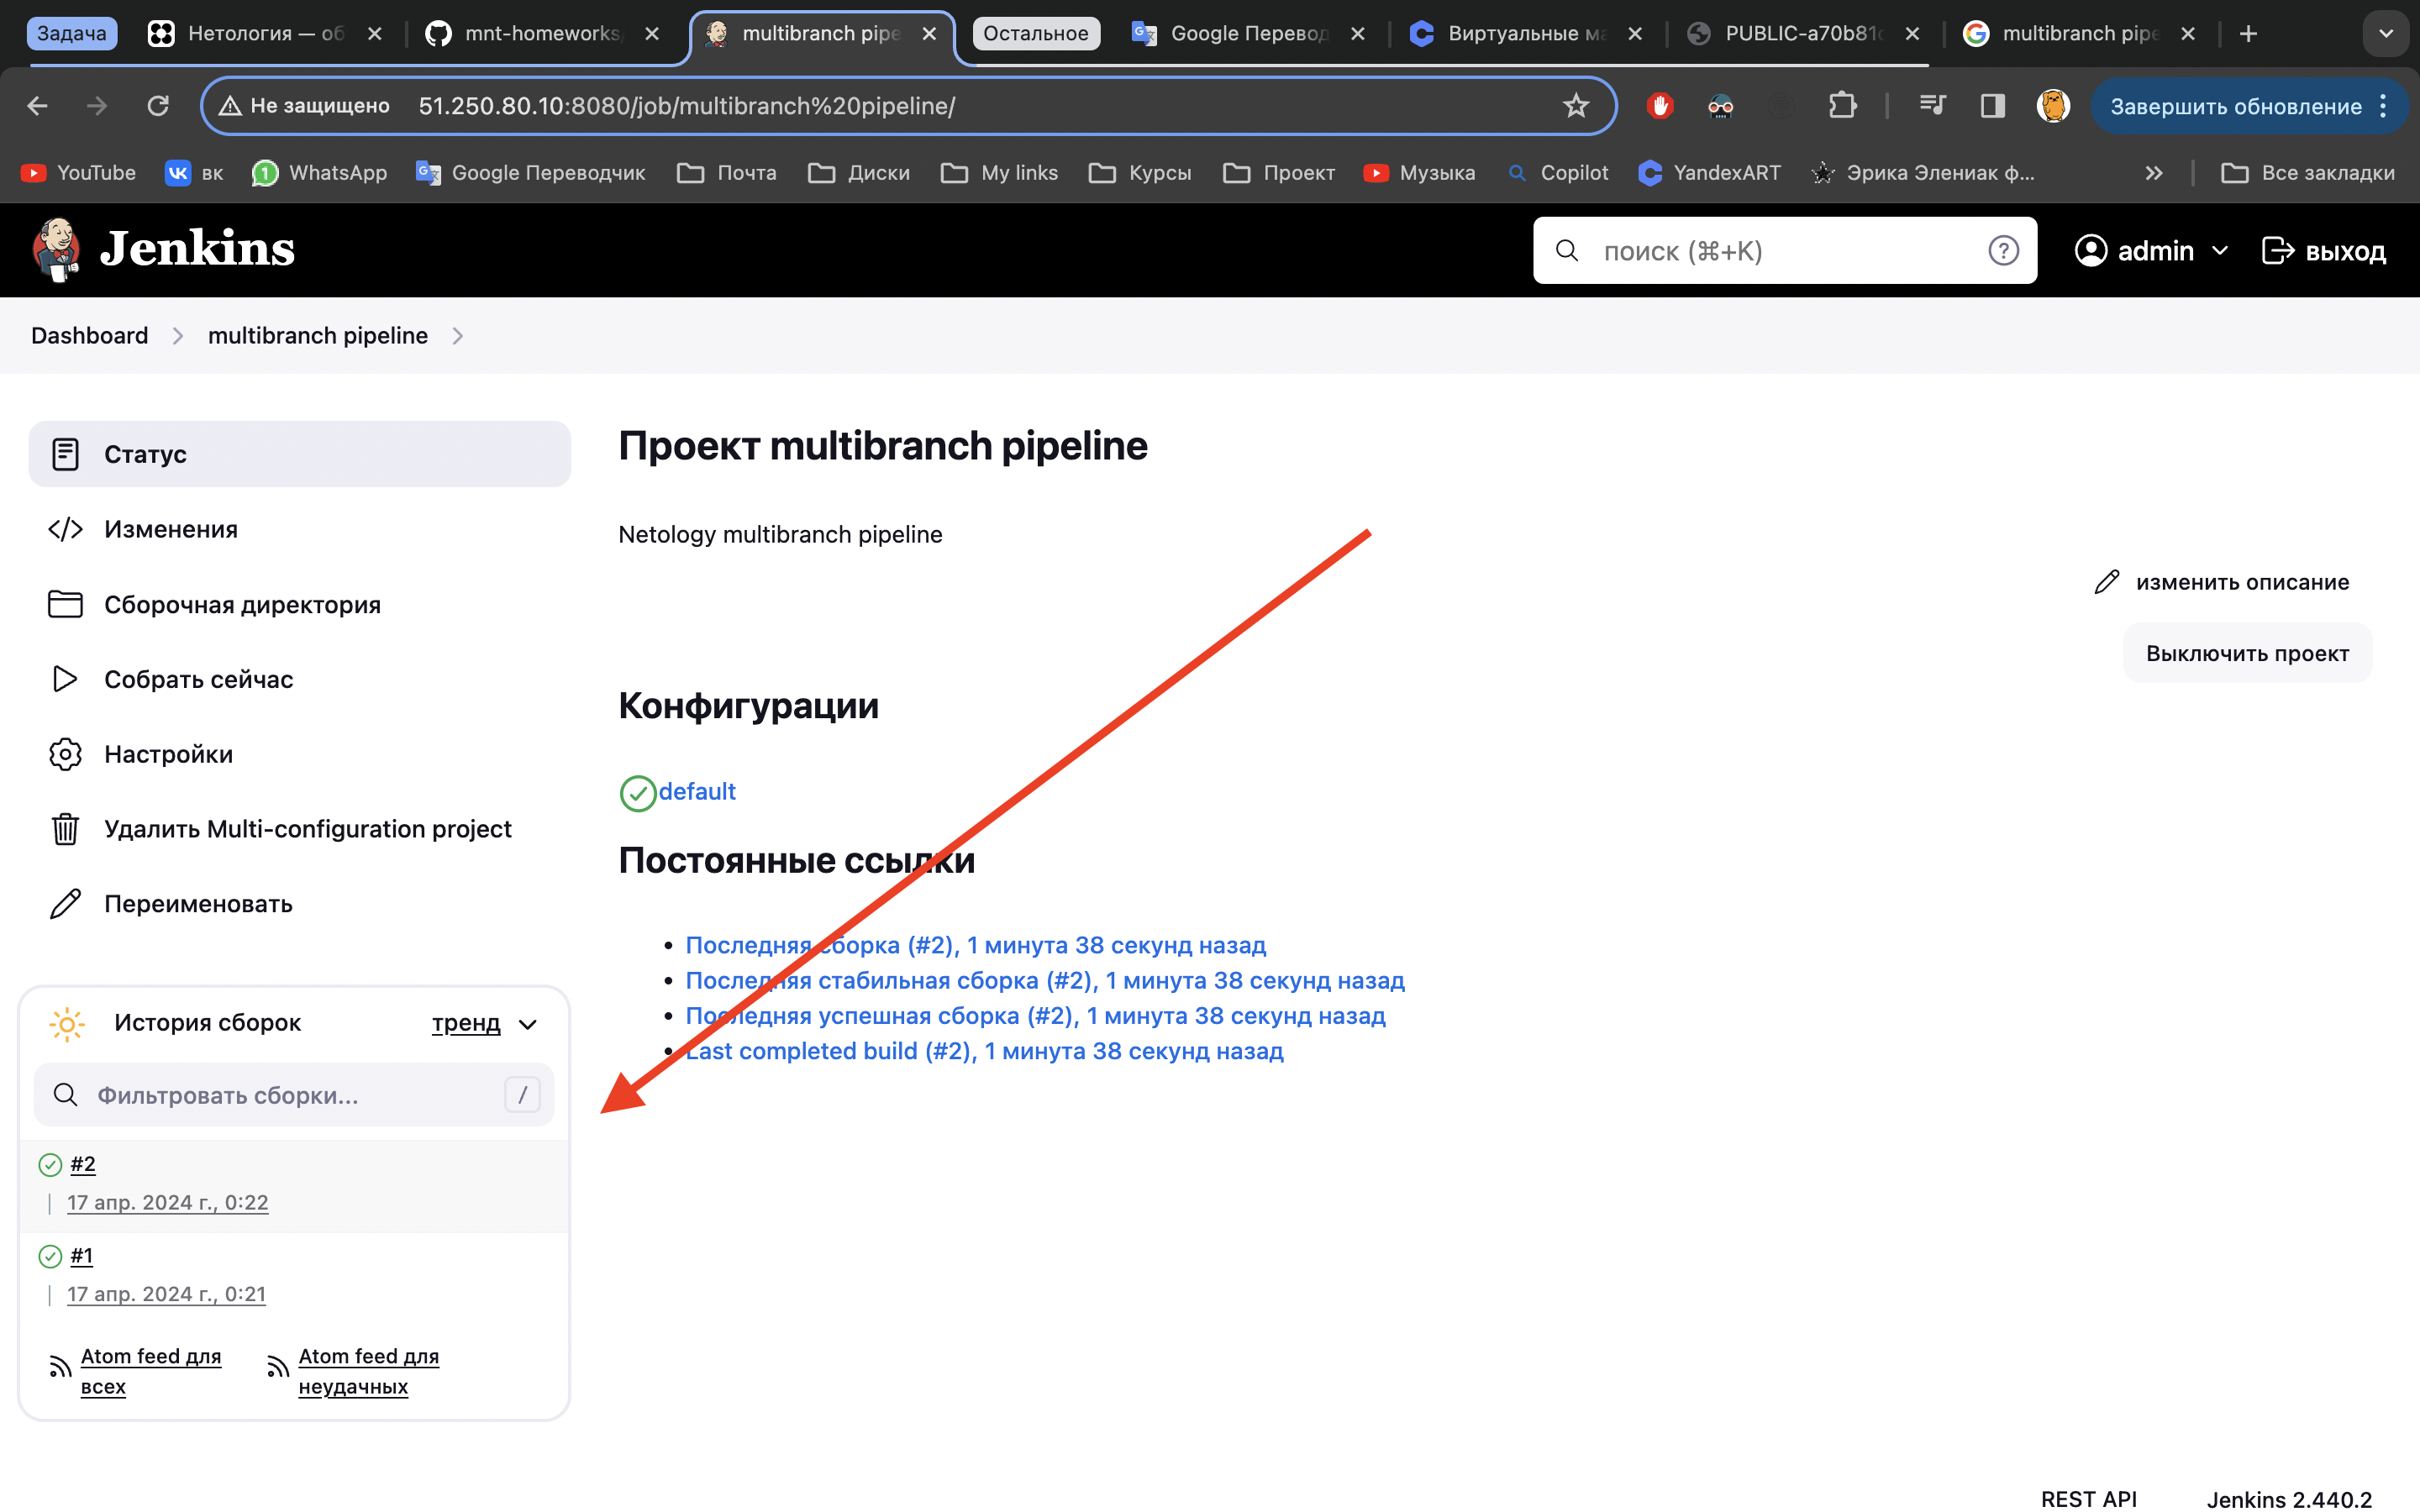 Задача
Нетология — об
mnt-homeworks
multibranch pipe
Остальное
Google Перевод
Виртуальные ма
PUBLIC-a70b81c
multibranch pipe
Не защищено
51.250.80.10:8080/job/multibranch%20pipeline/
Завершить обновление
YouTube
вк
WhatsApp
Google Переводчик
Почта
Диски
My links
Курсы
Проект
Музыка
Copilot
YandexART
Эрика Элениак ф...
Все закладки
Jenkins
поиск (⌘+K)
admin
выход
Dashboard
multibranch pipeline
Статус
Изменения
Сборочная директория
Собрать сейчас
Настройки
Удалить Multi-configuration project
Переименовать
История сборок
тренд
Фильтровать сборки...
/
#2
17 апр. 2024 г., 0:22
#1
17 апр. 2024 г., 0:21
Atom feed для
всех
Atom feed для
неудачных
Проект multibranch pipeline
Netology multibranch pipeline
изменить описание
Выключить проект
Конфигурации
default
Постоянные ссылки
Последняя сборка (#2), 1 минута 38 секунд назад
Последняя стабильная сборка (#2), 1 минута 38 секунд назад
Последняя успешная сборка (#2), 1 минута 38 секунд назад
Last completed build (#2), 1 минута 38 секунд назад
REST API
Jenkins 2.440.2